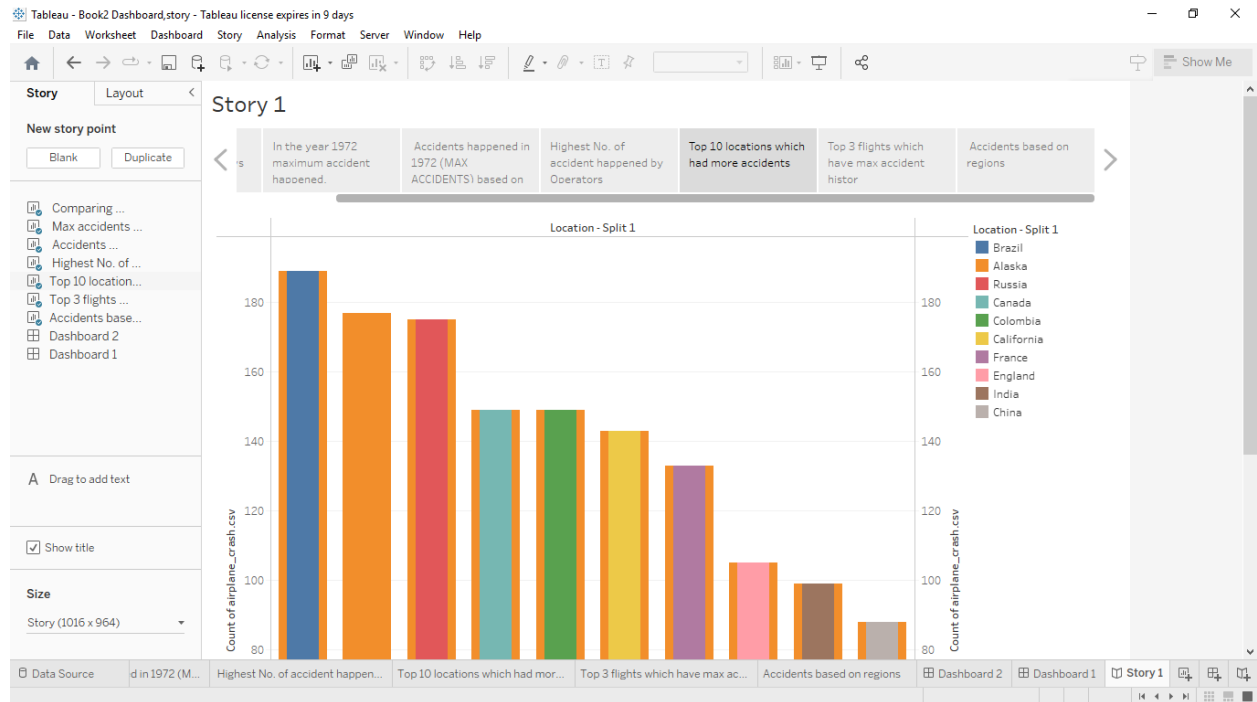 Tableau - Book2 Dashboard,story - Tableau license expires in 9 days
File Data Worksheet Dashboard Story Analysis Format Server Window Help
Show Me
Story Layout
New story point
Blank Duplicate
Comparing ...
Max accidents ...
Accidents ...
Highest No. of ...
Top 10 location...
Top 3 flights ...
Accidents base...
Dashboard 2
Dashboard 1
A Drag to add text
Show title
Size
Story (1016 x 964)
Story 1
s
In the year 1972
maximum accident
happened.
Accidents happened in
1972 (MAX
ACCIDENTS) based on
Highest No. of
accident happened by
Operators
Top 10 locations which
had more accidents
Top 3 flights which
have max accident
histor
Accidents based on
regions
Location - Split 1
180
160
140
120
100
80
Count of airplane_crash.csv
180
160
140
120
100
80
Count of airplane_crash.csv
Location - Split 1
Brazil
Alaska
Russia
Canada
Colombia
California
France
England
India
China
Data Source d in 1972 (M... Highest No. of accident happen... Top 10 locations which had mor... Top 3 flights which have max ac... Accidents based on regions Dashboard 2 Dashboard 1 Story 1